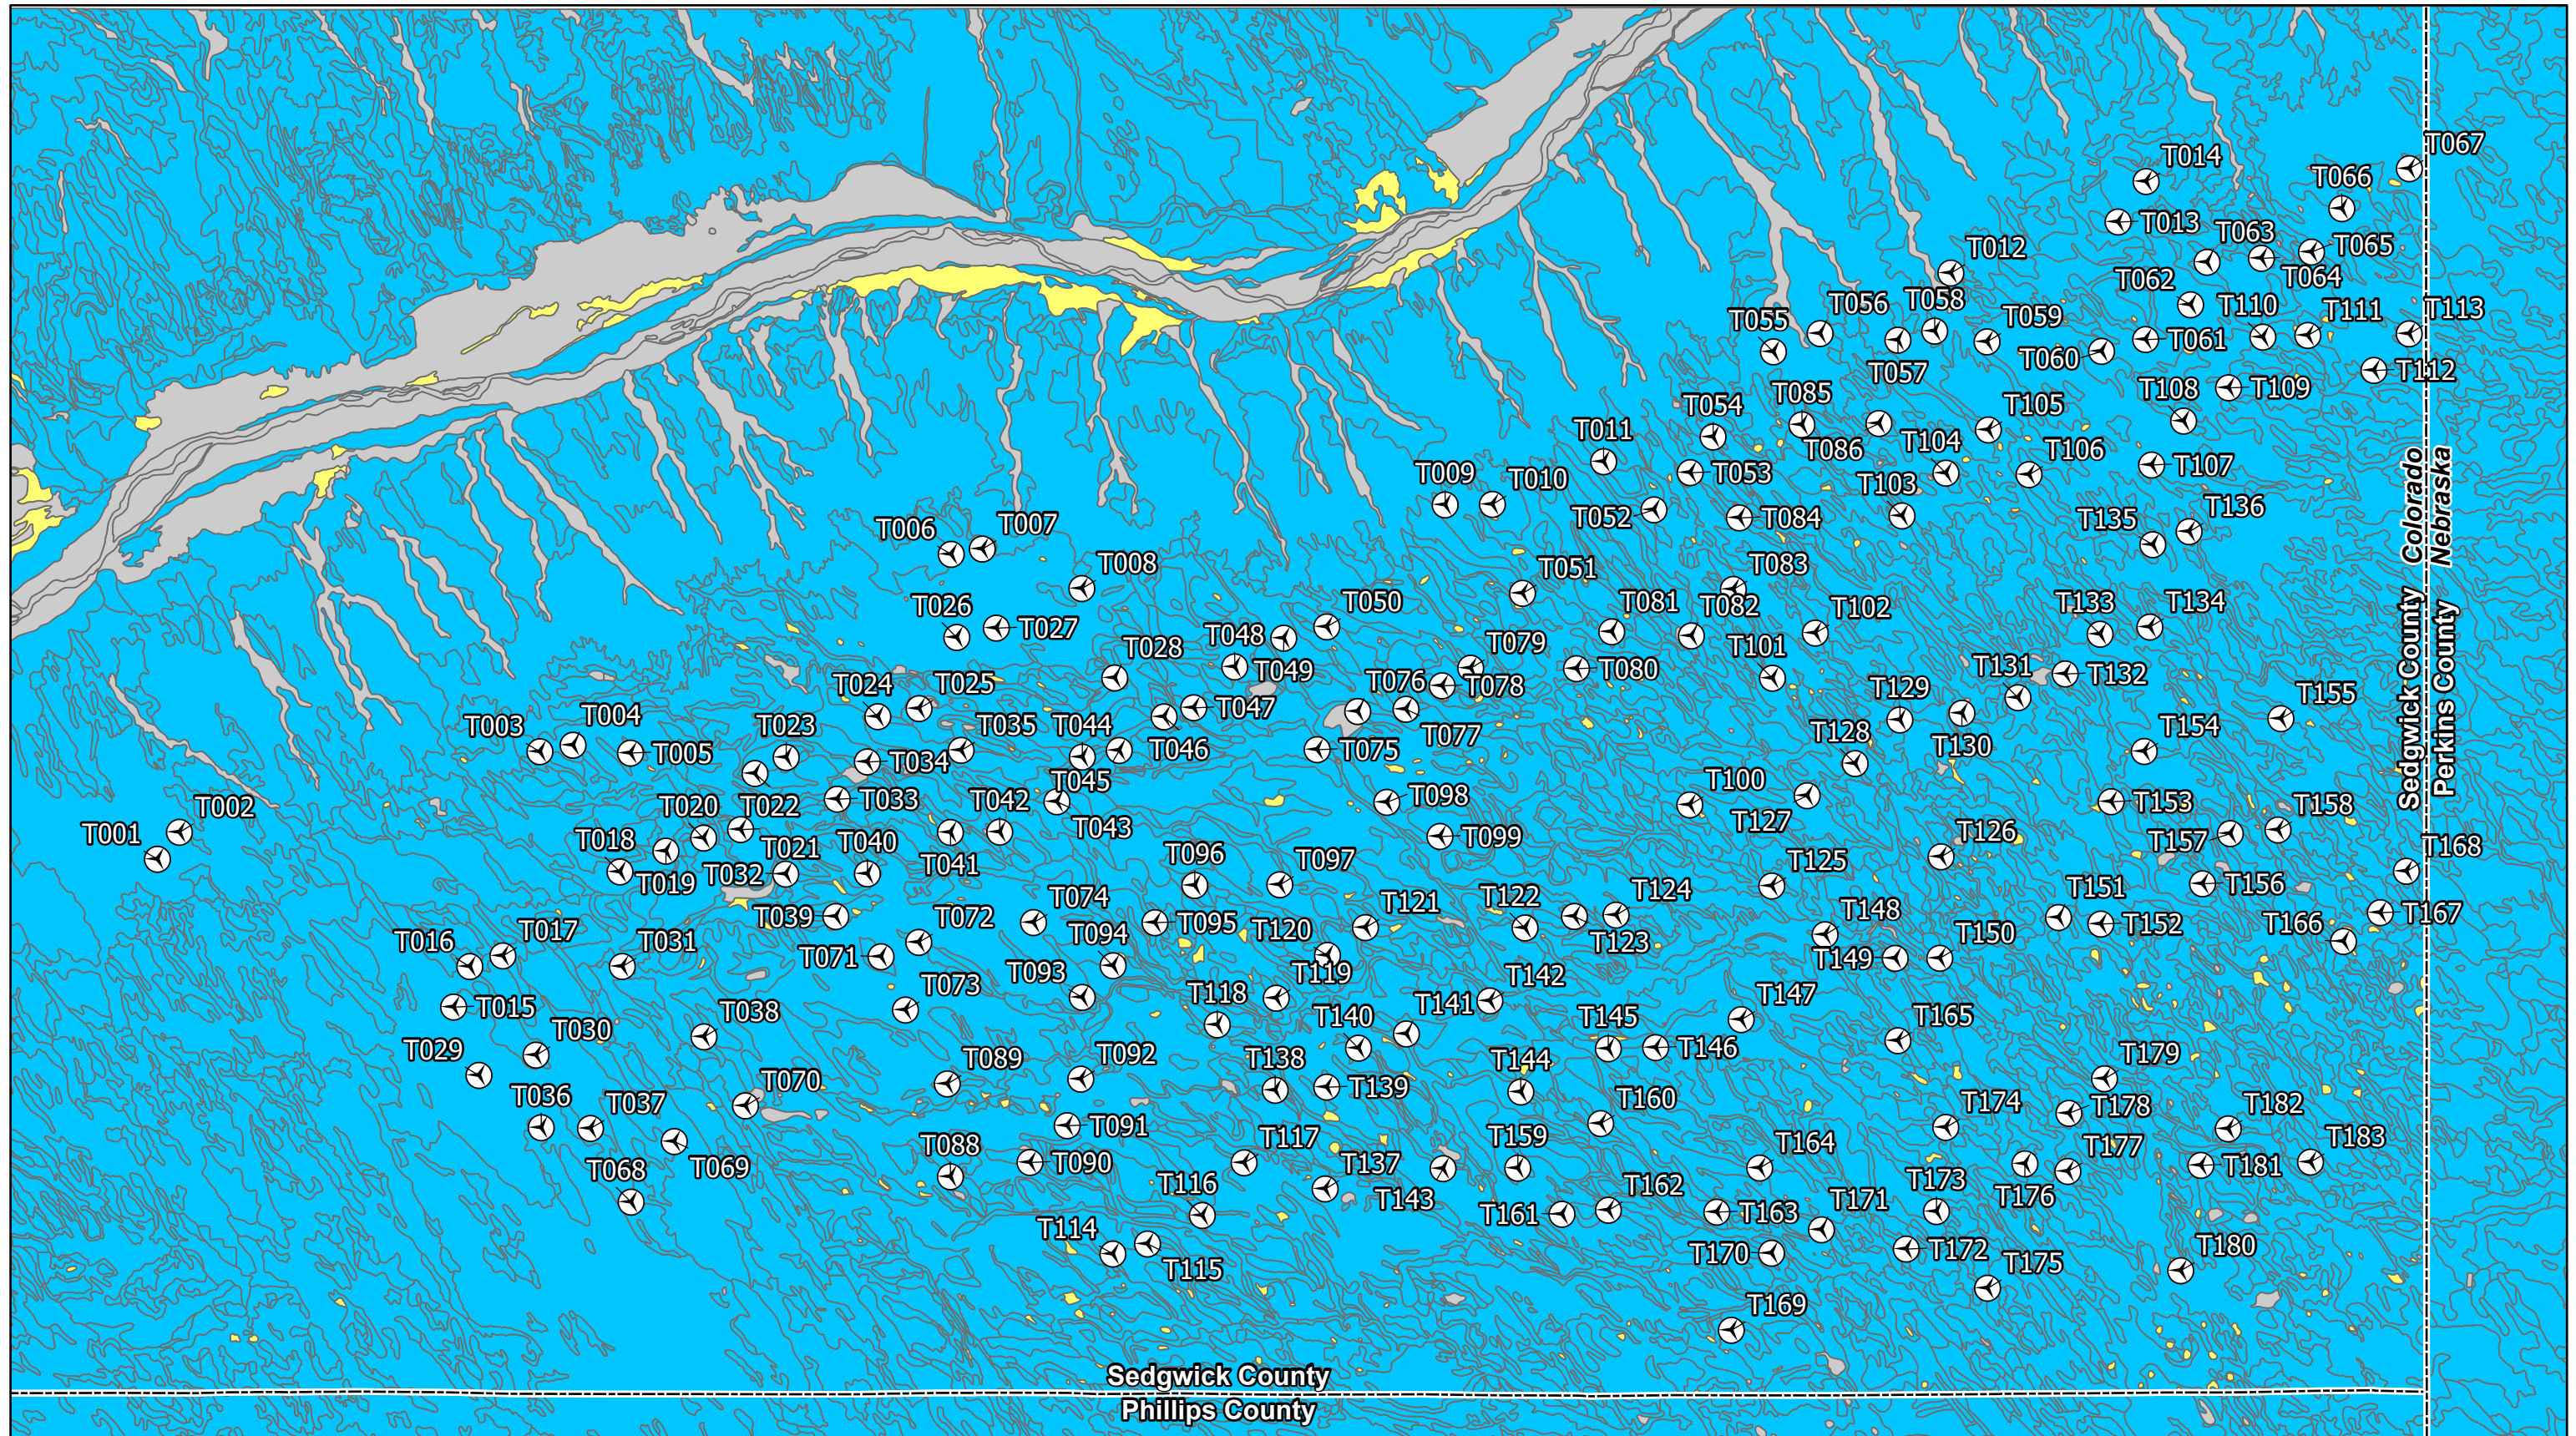 T067
T014
T066
T013
T063
T065
T012
T064
T062
T056
T058
T110
T111
T113
T055
T059
T061
T060
T057
T112
T108
T109
T085
T054
T105
T011
T086
T104
T106
T053
T107
T009
T010
T103
T052
T084
T136
T135
Colorado
Nebraska
T006
T007
T008
T051
T083
T026
T027
T050
T081
T082
T102
T133
T134
T048
T028
T049
T079
T080
T101
T131
T132
T024
T025
T076
T078
T047
T129
T155
T003
T004
T005
T023
T035
T044
T046
T075
T077
T128
T130
T154
Sedgwick County
Perkins County
T034
T045
T100
T002
T001
T020
T022
T033
T042
T043
T098
T127
T153
T158
T018
T021
T040
T041
T099
T126
T157
T168
T019
T032
T096
T097
T125
T156
T039
T072
T074
T095
T121
T122
T124
T151
T152
T167
T016
T017
T031
T071
T094
T120
T123
T148
T149
T150
T166
T015
T073
T093
T118
T119
T142
T147
T030
T038
T140
T141
T145
T146
T165
T029
T089
T092
T138
T139
T144
T179
T036
T037
T070
T091
T160
T174
T178
T182
T069
T088
T090
T117
T137
T159
T164
T177
T181
T183
T068
T116
T143
T161
T162
T163
T171
T173
T176
T114
T115
T170
T172
T175
T180
T169
Sedgwick County
Phillips County